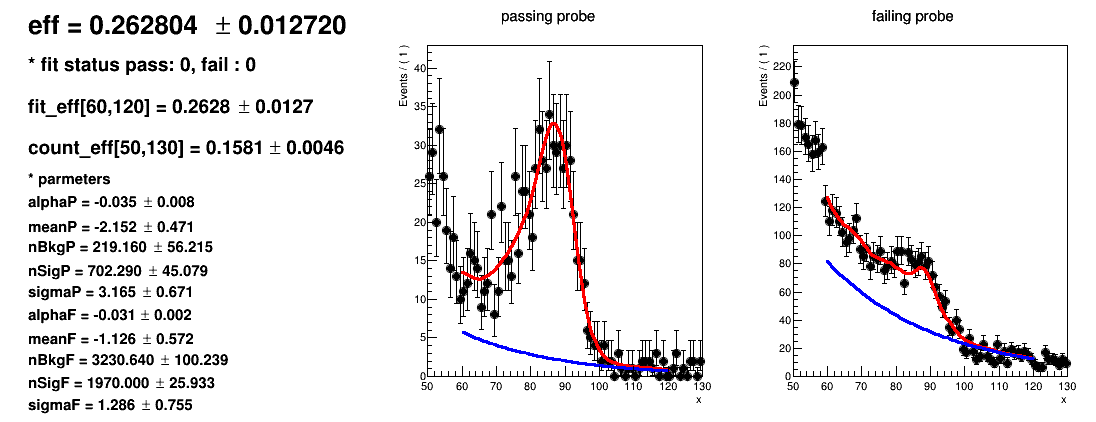 eff = 0.262804 ± 0.012720
* fit status pass: 0, fail : 0
fit_eff[60,120] = 0.2628 ± 0.0127
count_eff[50,130] = 0.1581 ± 0.0046
* parmeters
alphaP = -0.035 ± 0.008
meanP = -2.152 ± 0.471
nBkgP = 219.160 ± 56.215
nSigP = 702.290 ± 45.079
sigmaP = 3.165 ± 0.671
alphaF = -0.031 ± 0.002
meanF = -1.126 ± 0.572
nBkgF = 3230.640 ± 100.239
nSigF = 1970.000 ± 25.933
sigmaF = 1.286 ± 0.755
passing probe
Events / ( 1 )
40
35
30
25
20
15
10
5
0
50 60 70 80 90 100 110 120 130
x
failing probe
Events / ( 1 )
220
200
180
160
140
120
100
80
60
40
20
0
50 60 70 80 90 100 110 120 130
x